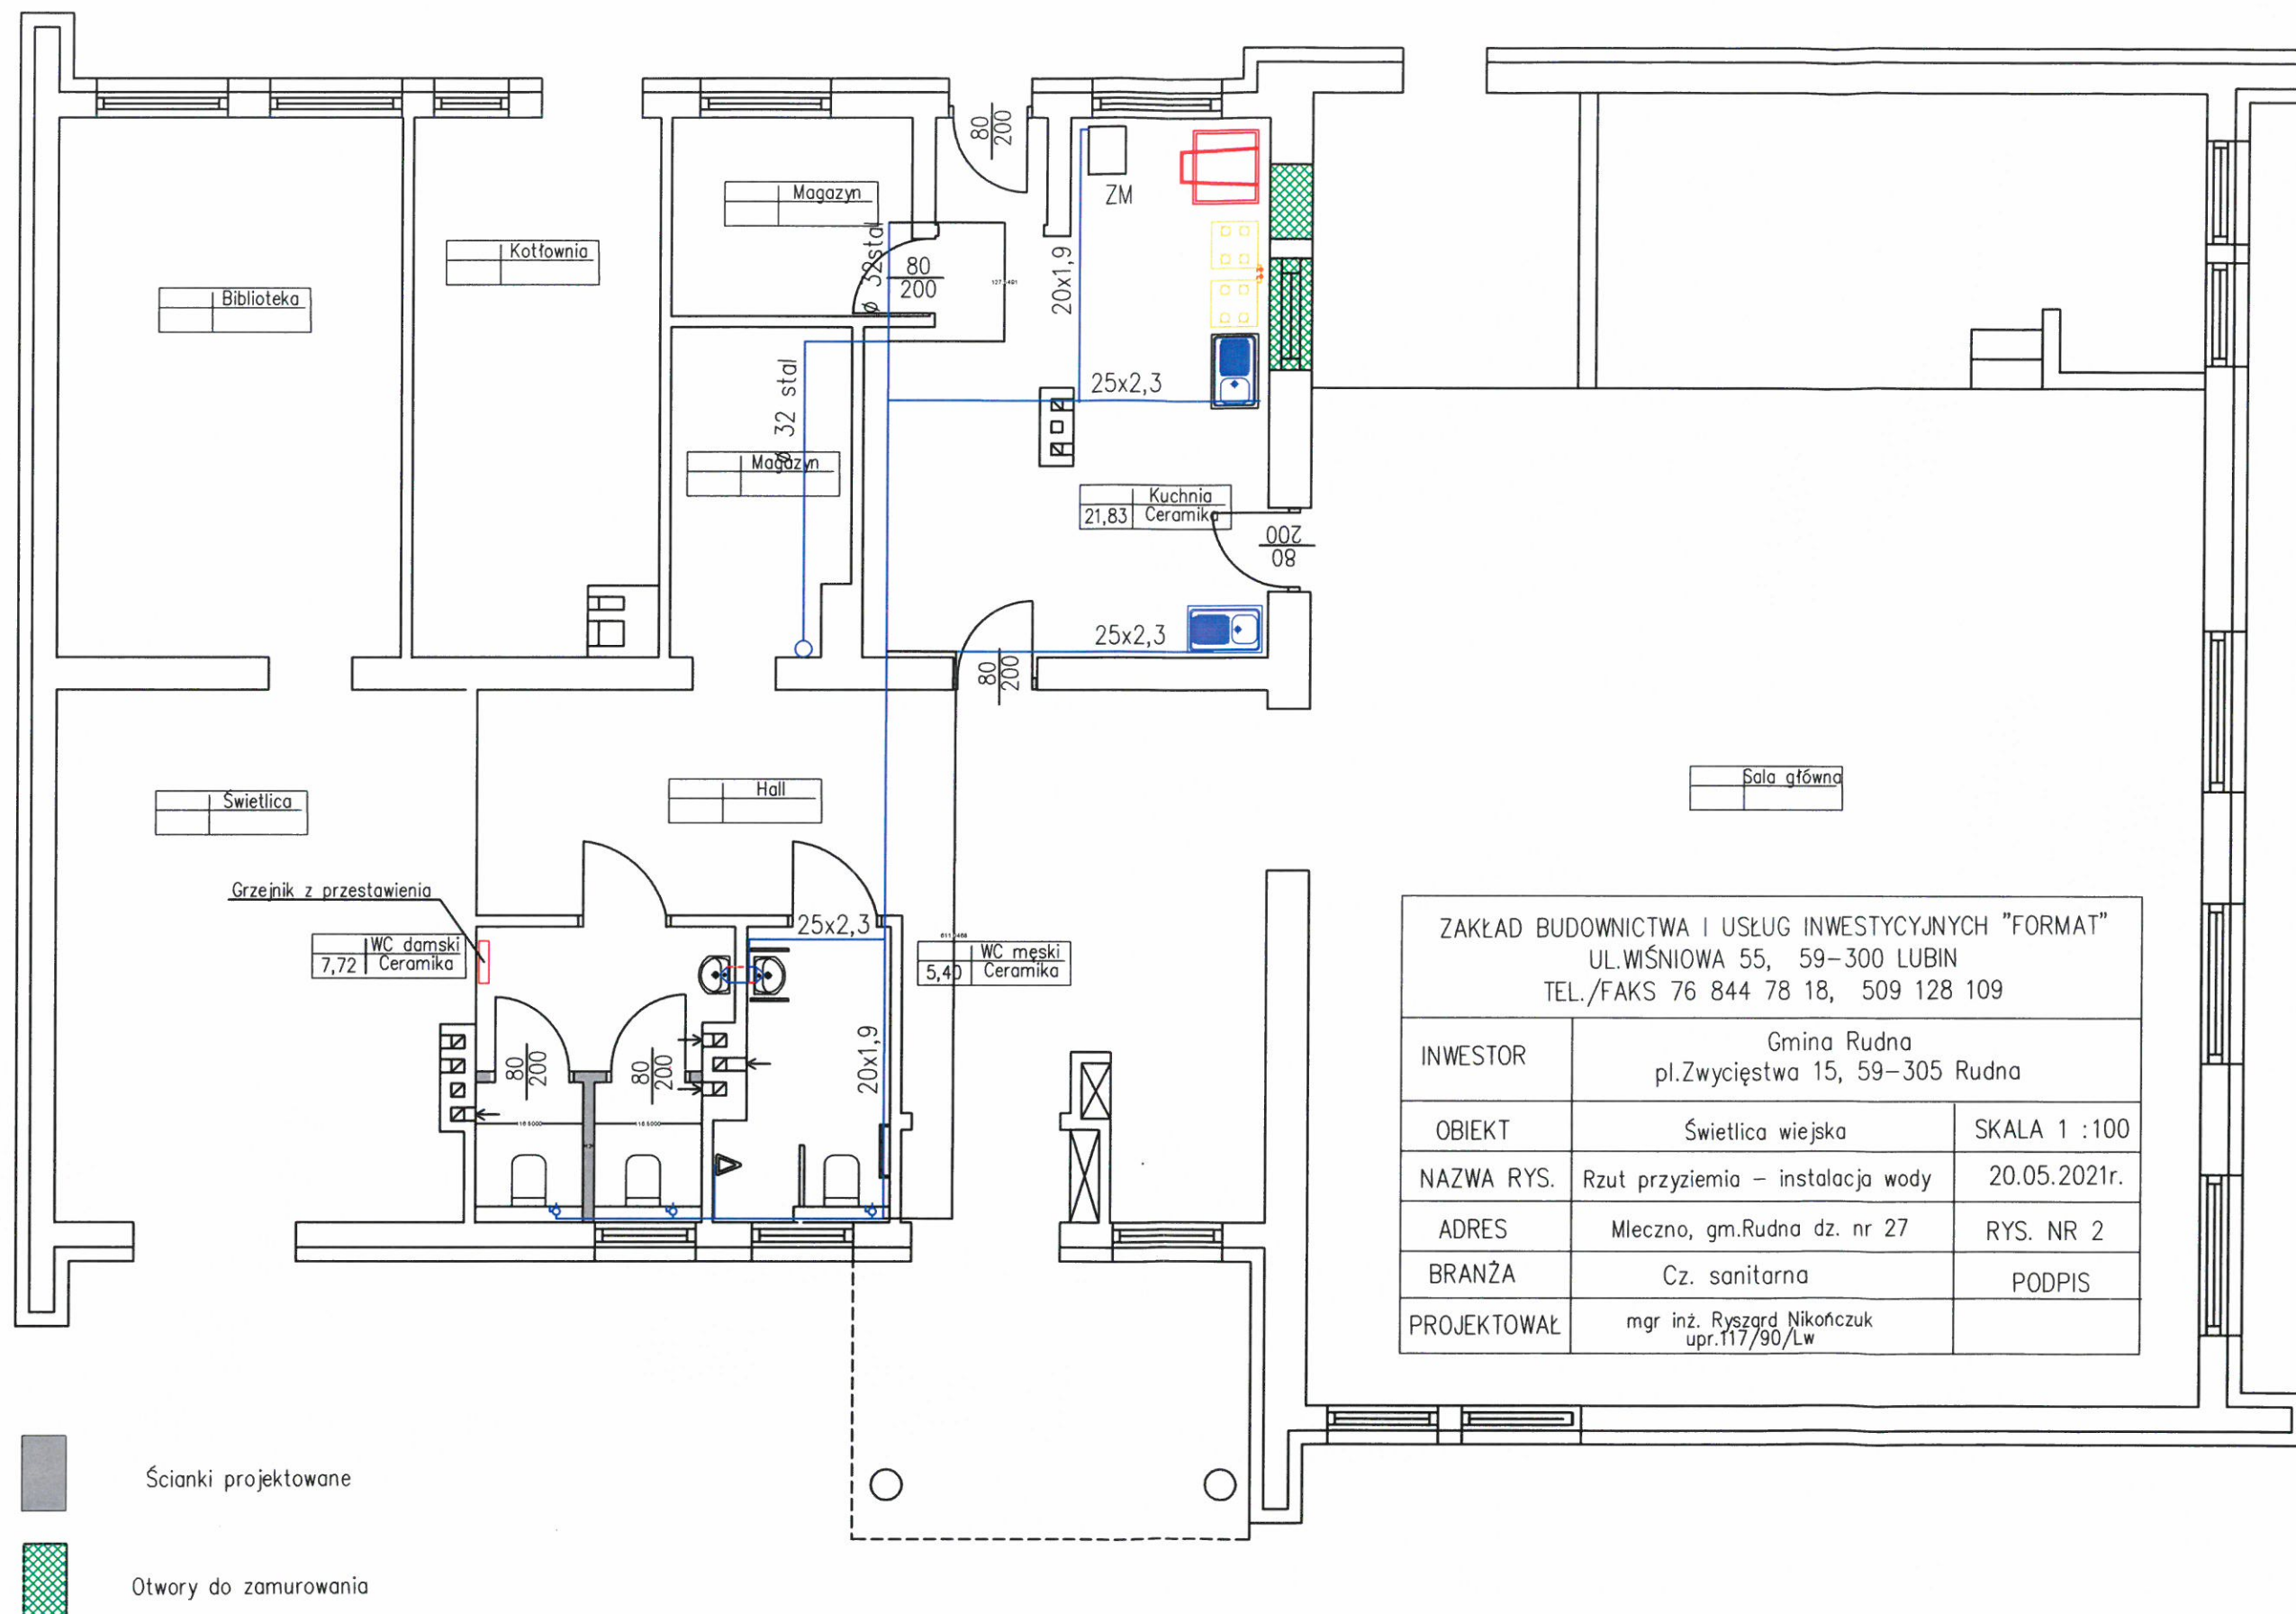 80
200
Magazyn
ZM
Kotłownia
Ø 32stal
80
200
20x1,9
Biblioteka
Ø 32 stal
25x2,3
Magazyn
Kuchnia
21,83 Ceramika
80
200
25x2,3
80
200
Świetlica
Hall
Sala główna
Grzejnik z przestawienia
25x2,3
WC damski
7,72 Ceramika
WC męski
5,40 Ceramika
80
200
80
200
20x1,9
ZAKŁAD BUDOWNICTWA I USŁUG INWESTYCYJNYCH "FORMAT"
UL.WIŚNIOWA 55, 59-300 LUBIN
TEL./FAKS 76 844 78 18, 509 128 109
INWESTOR Gmina Rudna
pl.Zwycięstwa 15, 59-305 Rudna
OBIEKT Świetlica wiejska SKALA 1 :100
NAZWA RYS. Rzut przyziemia - instalacja wody 20.05.2021r.
ADRES Mleczno, gm.Rudna dz. nr 27 RYS. NR 2
BRANŻA Cz. sanitarna PODPIS
PROJEKTOWAŁ mgr inż. Ryszard Nikończuk
upr.117/90/Lw
Ścianki projektowane
Otwory do zamurowania